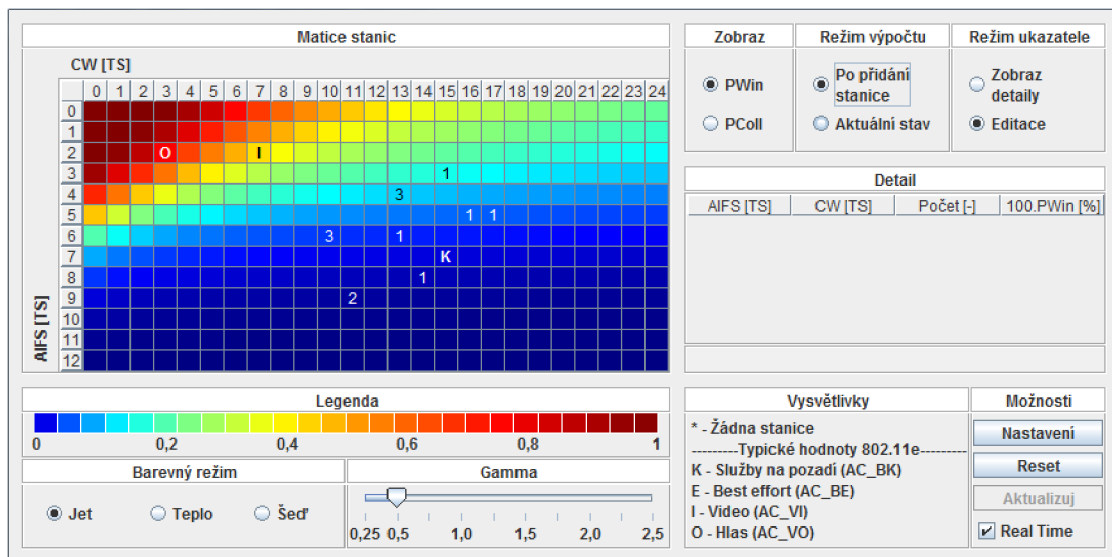 Matice stanic
CW [TS]
0 1 2 3 4 5 6 7 8 9 10 11 12 13 14 15 16 17 18 19 20 21 22 23 24
0
1
2 O I
3 1
4 3
5 1 1
6 3 1
7 K
8 1
9 2
10
11
12
AIFS [TS]
Legenda
0 0,2 0,4 0,6 0,8 1
Barevný režim
Jet Teplo Šeď
Gamma
0,25 0,5 1,0 1,5 2,0 2,5
Zobraz
PWin
PColl
Režim výpočtu
Po přidání
stanice
Aktuální stav
Režim ukazatele
Zobraz
detaily
Editace
Detail
AIFS [TS] CW [TS] Počet [-] 100.PWin [%]
Vysvětlivky
* - Žádna stanice
---------Typické hodnoty 802.11e---------
K - Služby na pozadí (AC_BK)
E - Best effort (AC_BE)
I - Video (AC_VI)
O - Hlas (AC_VO)
Možnosti
Nastavení
Reset
Aktualizuj
Real Time